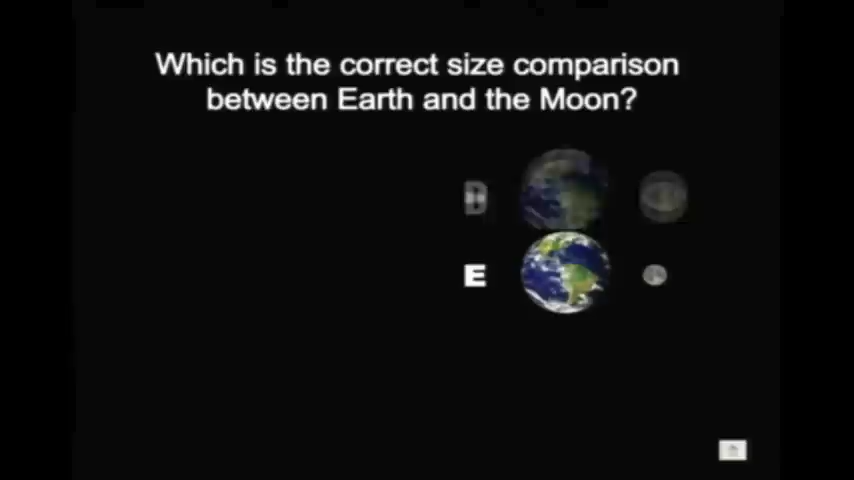 Which is the correct size comparison
between Earth and the Moon?
D
E